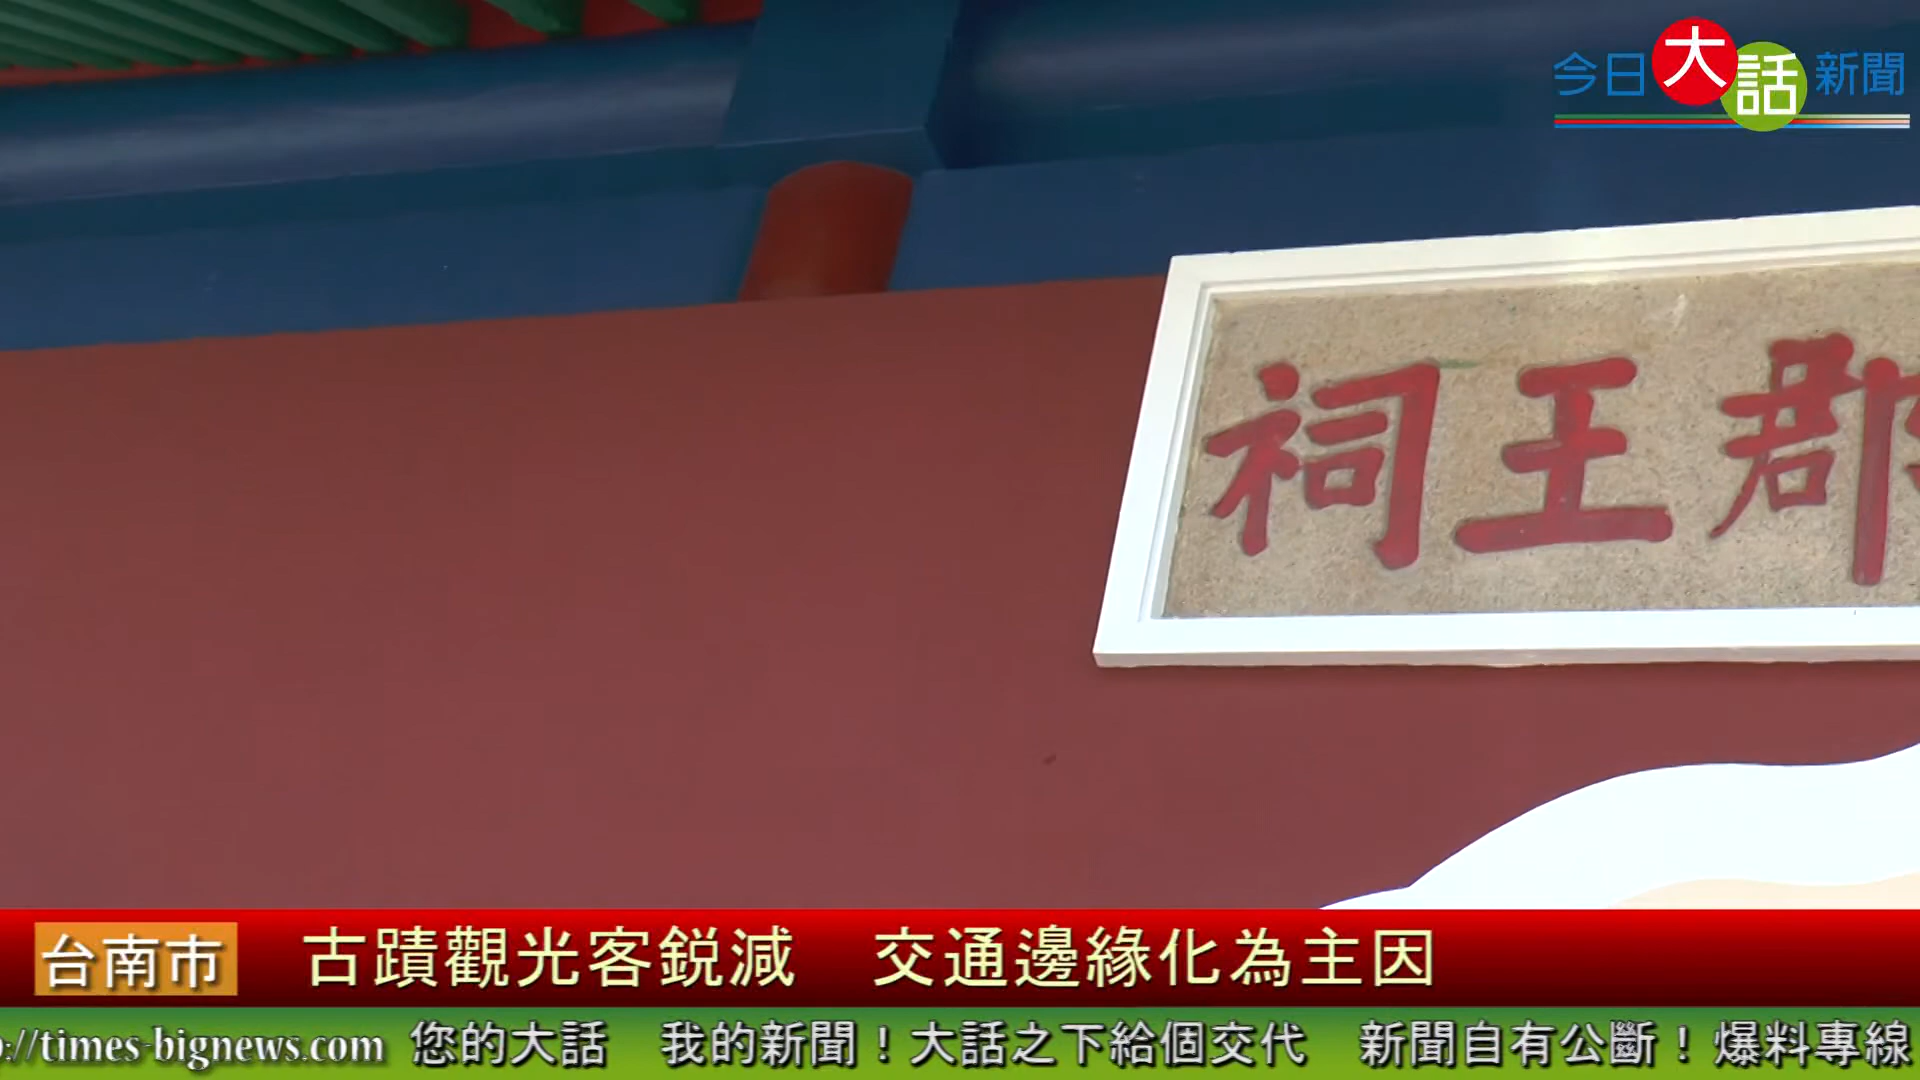 今日大話新聞
祠王郡
台南市 古蹟觀光客銳減 交通邊緣化為主因
://times-bignews.com 您的大話 我的新聞！大話之下給個交代 新聞自有公斷！爆料專線